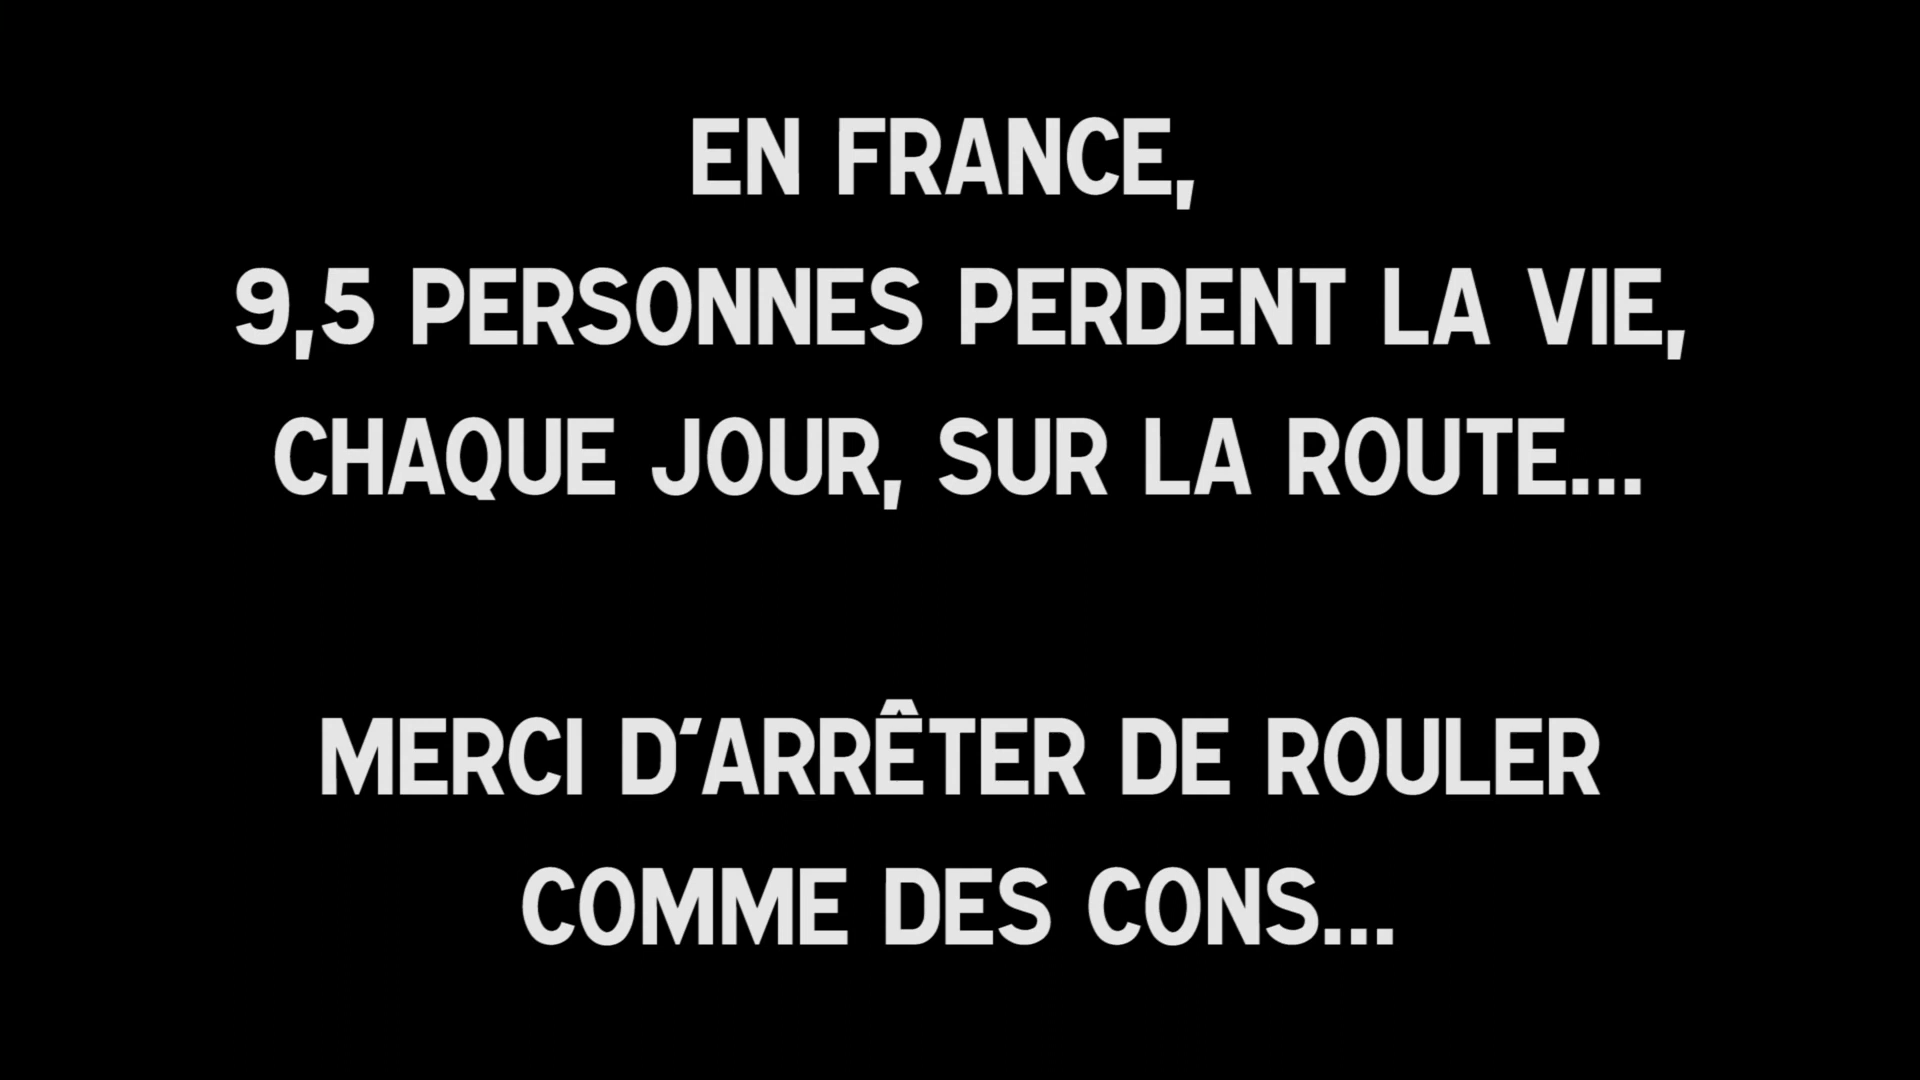 EN FRANCE,
9,5 PERSONNES PERDENT LA VIE,
CHAQUE JOUR, SUR LA ROUTE...
MERCI D'ARRÊTER DE ROULER
COMME DES CONS...